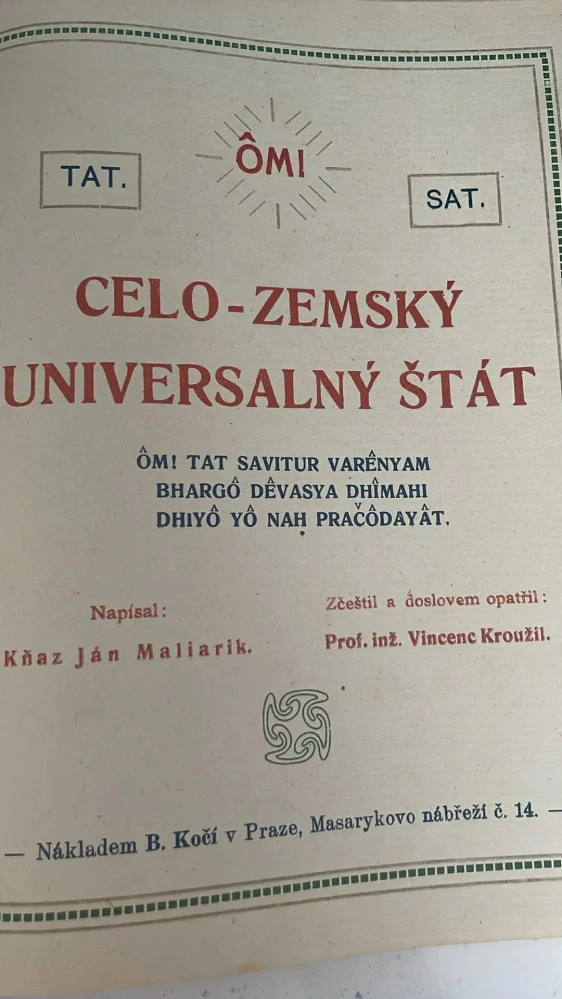 TAT.
ÔM!
SAT.
CELO-ZEMSKÝ
UNIVERSALNÝ ŠTÁT
ÔM! TAT SAVITUR VARÊNYAM
BHARGÔ DÊVASYA DHÎMAHI
DHIYÔ YÔ NAḤ PRAČÔDAYÂT.
Napísal:
Kňaz Ján Maliarik.
Zčeštil a doslovem opatřil:
Prof. inž. Vincenc Kroužil.
— Nákladem B. Kočí v Praze, Masarykovo nábřeží č. 14. —